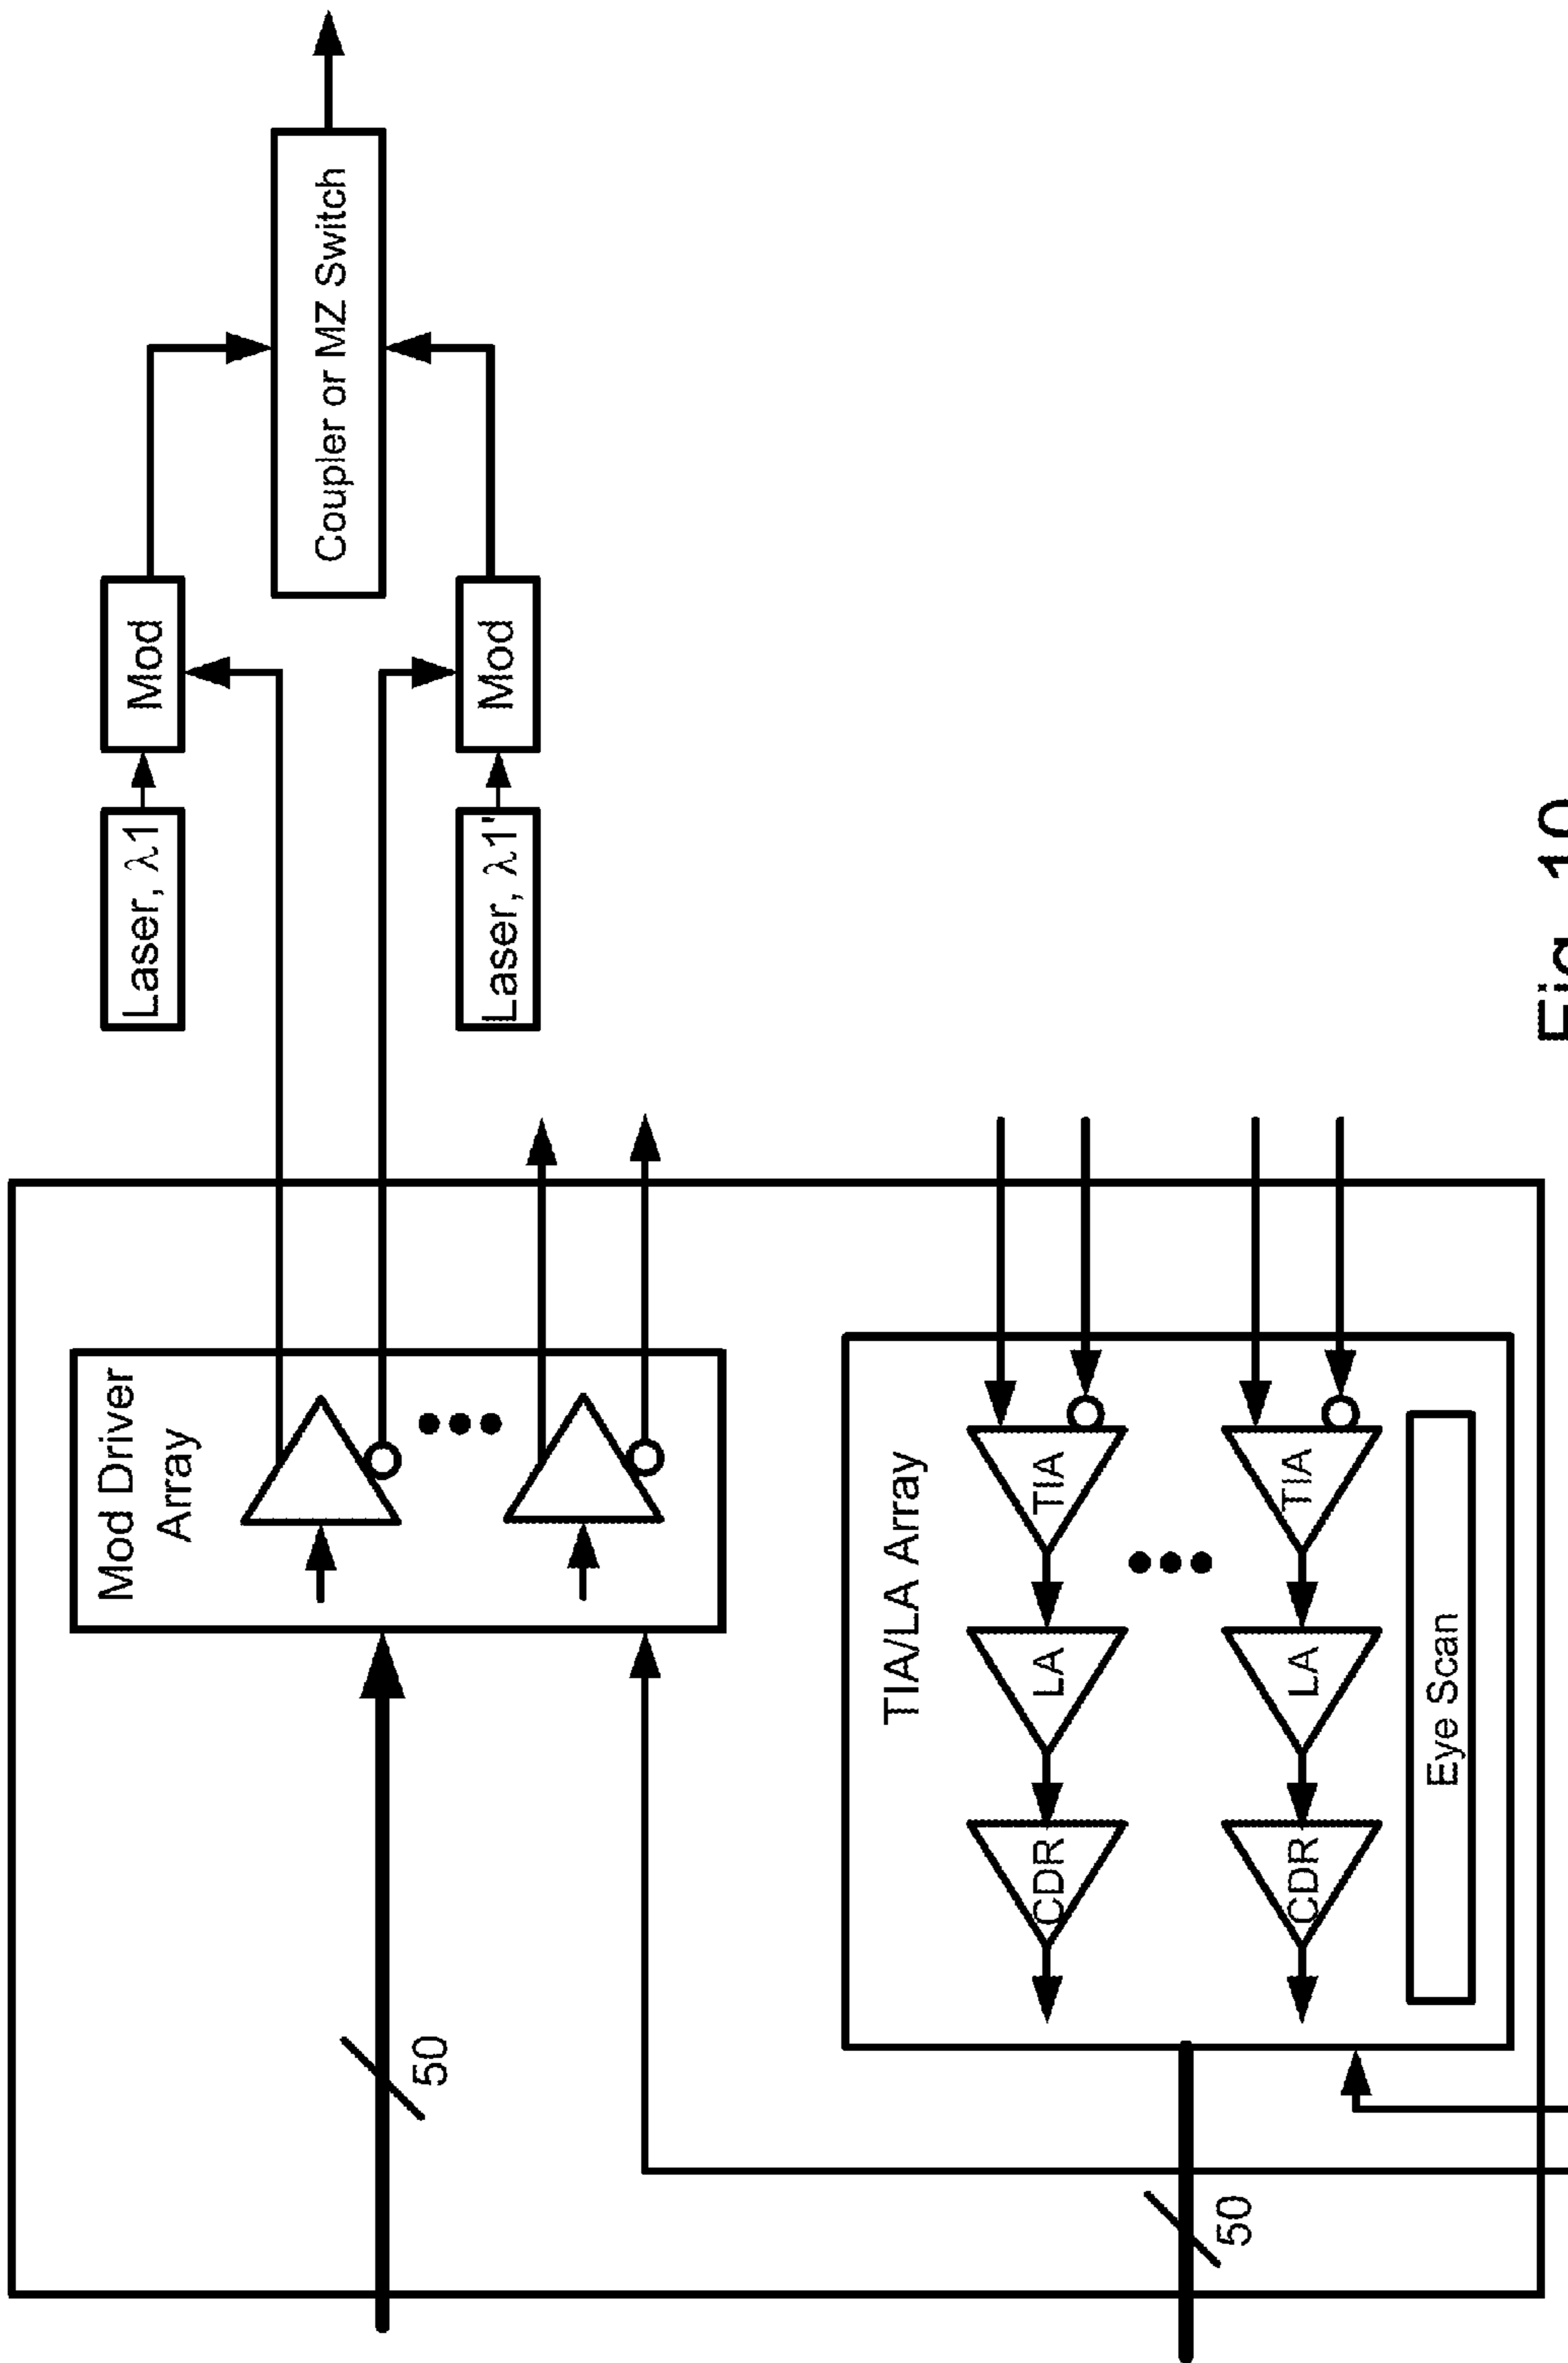 Mod Driver
Array
Laser, λ1
Mod
Coupler or MZ Switch
Laser, λ1'
Mod
50
TIA/LA Array
CDR
LA
TIA
CDR
LA
TIA
Eye Scan
50
Fig. 10